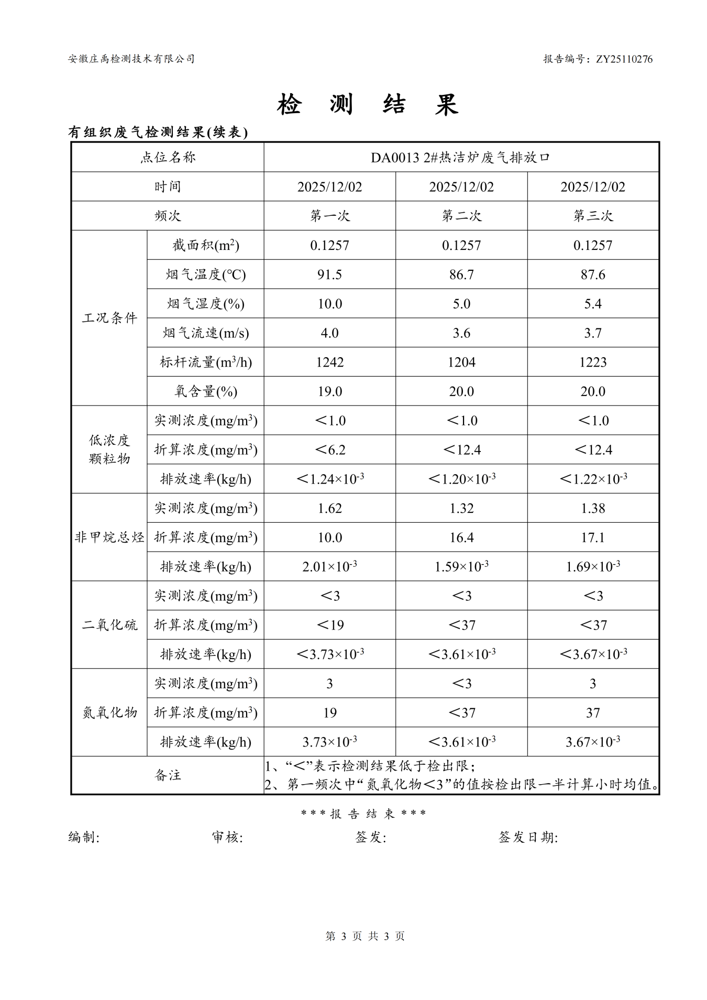 安徽庄禹检测技术有限公司 报告编号：ZY25110276
检 测 结 果
有组织废气检测结果(续表)
点位名称 DA0013 2#热洁炉废气排放口
时间 2025/12/02 2025/12/02 2025/12/02
频次 第一次 第二次 第三次
工况条件
截面积(m²) 0.1257 0.1257 0.1257
烟气温度(℃) 91.5 86.7 87.6
烟气湿度(%) 10.0 5.0 5.4
烟气流速(m/s) 4.0 3.6 3.7
标杆流量(m³/h) 1242 1204 1223
氧含量(%) 19.0 20.0 20.0
低浓度
颗粒物
实测浓度(mg/m³) ＜1.0 ＜1.0 ＜1.0
折算浓度(mg/m³) ＜6.2 ＜12.4 ＜12.4
排放速率(kg/h) ＜1.24×10⁻³ ＜1.20×10⁻³ ＜1.22×10⁻³
非甲烷总烃
实测浓度(mg/m³) 1.62 1.32 1.38
折算浓度(mg/m³) 10.0 16.4 17.1
排放速率(kg/h) 2.01×10⁻³ 1.59×10⁻³ 1.69×10⁻³
二氧化硫
实测浓度(mg/m³) ＜3 ＜3 ＜3
折算浓度(mg/m³) ＜19 ＜37 ＜37
排放速率(kg/h) ＜3.73×10⁻³ ＜3.61×10⁻³ ＜3.67×10⁻³
氮氧化物
实测浓度(mg/m³) 3 ＜3 3
折算浓度(mg/m³) 19 ＜37 37
排放速率(kg/h) 3.73×10⁻³ ＜3.61×10⁻³ 3.67×10⁻³
备注
1、“＜”表示检测结果低于检出限；
2、第一频次中“氮氧化物＜3”的值按检出限一半计算小时均值。
***报 告 结 束***
编制: 审核: 签发: 签发日期:
第 3 页 共 3 页